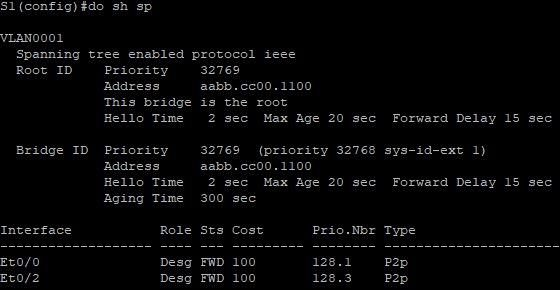 S1(config)#do sh sp

VLAN0001
  Spanning tree enabled protocol ieee
  Root ID    Priority    32769
             Address     aabb.cc00.1100
             This bridge is the root
             Hello Time   2 sec  Max Age 20 sec  Forward Delay 15 sec

  Bridge ID  Priority    32769  (priority 32768 sys-id-ext 1)
             Address     aabb.cc00.1100
             Hello Time   2 sec  Max Age 20 sec  Forward Delay 15 sec
             Aging Time  300 sec

Interface           Role Sts Cost      Prio.Nbr Type
------------------- ---- --- --------- -------- --------------------------------
Et0/0               Desg FWD 100       128.1    P2p
Et0/2               Desg FWD 100       128.3    P2p